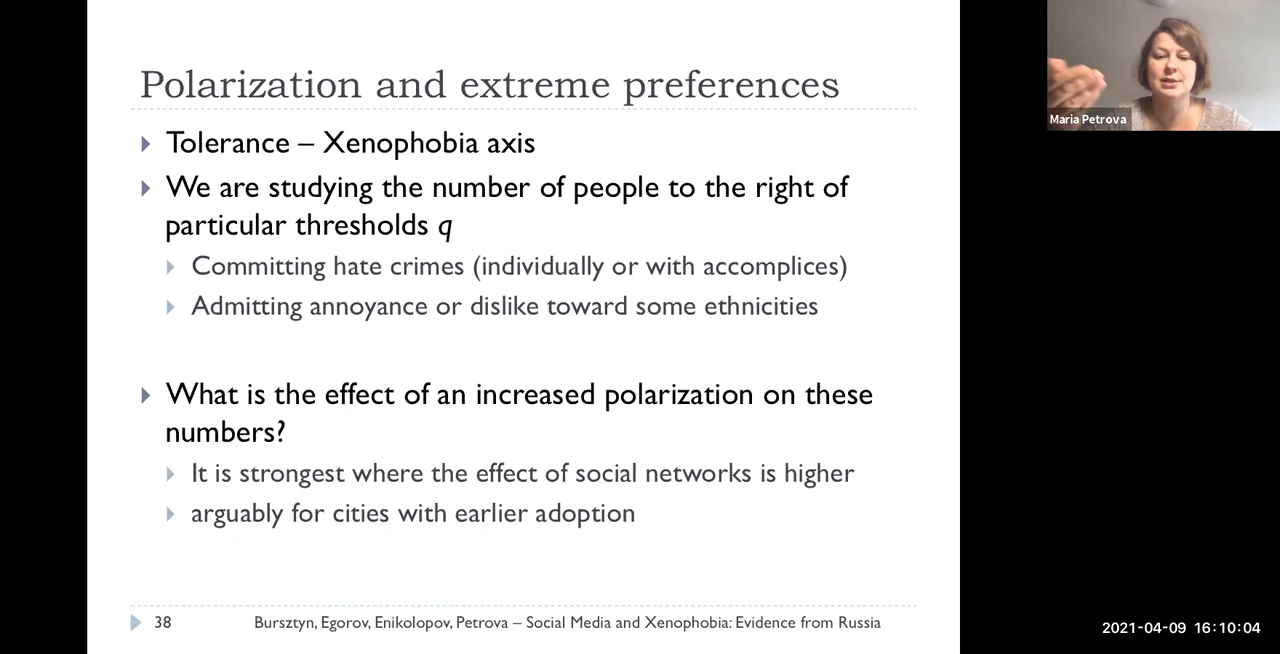 Polarization and extreme preferences
Tolerance – Xenophobia axis
We are studying the number of people to the right of
particular thresholds q
Committing hate crimes (individually or with accomplices)
Admitting annoyance or dislike toward some ethnicities
What is the effect of an increased polarization on these
numbers?
It is strongest where the effect of social networks is higher
arguably for cities with earlier adoption
38
Bursztyn, Egorov, Enikolopov, Petrova – Social Media and Xenophobia: Evidence from Russia
Maria Petrova
2021-04-09 16:10:04